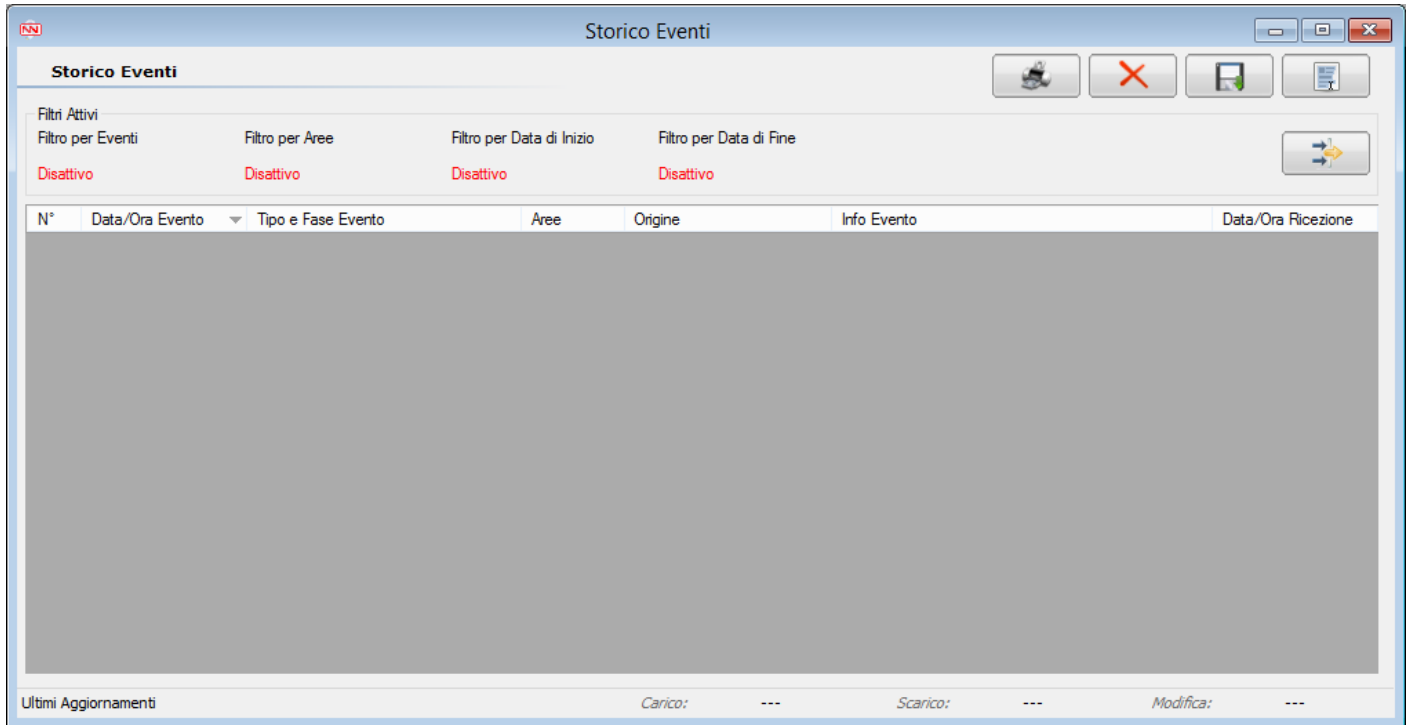 NN Storico Eventi
Storico Eventi
Filtri Attivi
Filtro per Eventi Filtro per Aree Filtro per Data di Inizio Filtro per Data di Fine
Disattivo Disattivo Disattivo Disattivo
N° Data/Ora Evento Tipo e Fase Evento Aree Origine Info Evento Data/Ora Ricezione
Ultimi Aggiornamenti Carico: --- Scarico: --- Modifica: ---